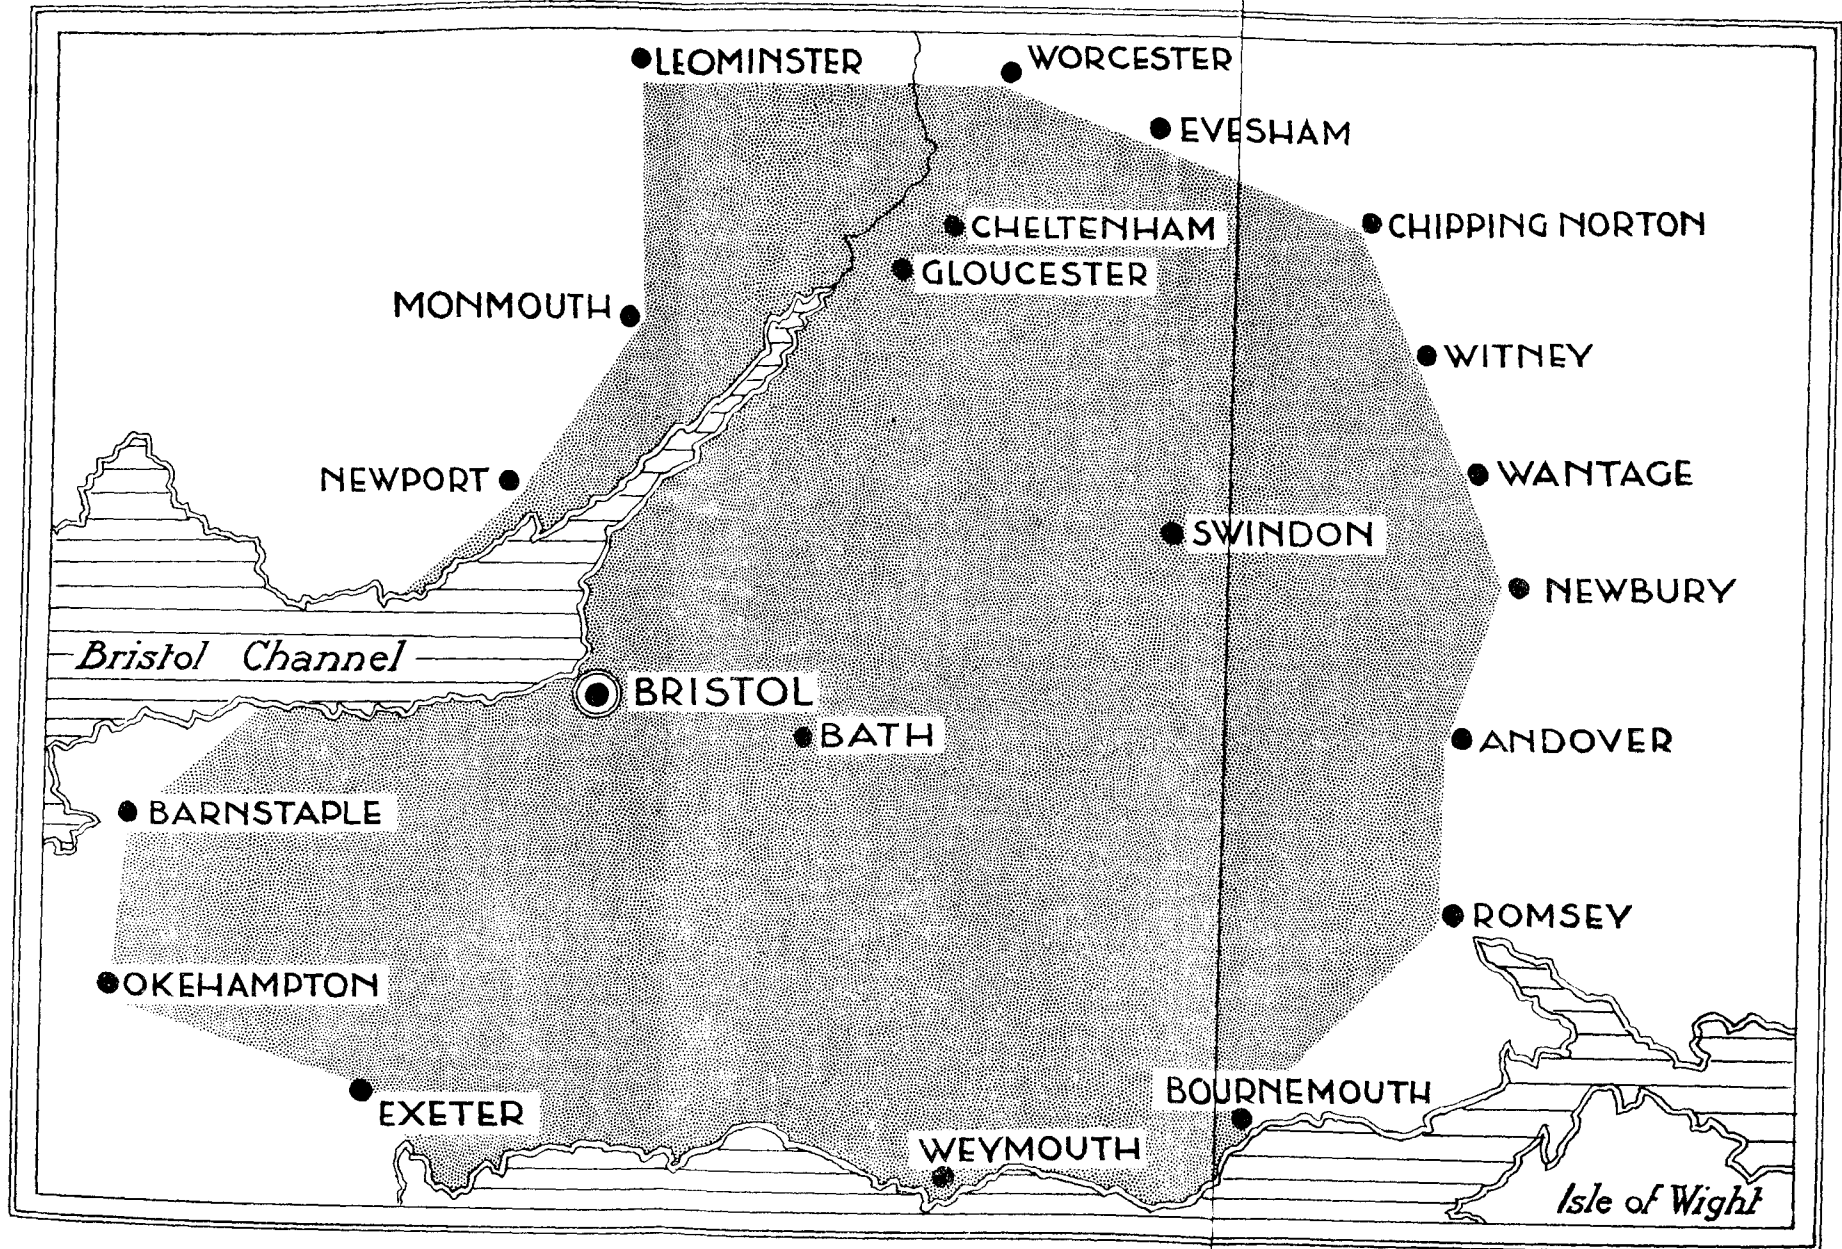 LEOMINSTER
WORCESTER
EVESHAM
CHELTENHAM
CHIPPING NORTON
GLOUCESTER
MONMOUTH
WITNEY
NEWPORT
WANTAGE
SWINDON
NEWBURY
Bristol Channel
BRISTOL
BATH
ANDOVER
BARNSTAPLE
ROMSEY
OKEHAMPTON
BOURNEMOUTH
EXETER
WEYMOUTH
Isle of Wight